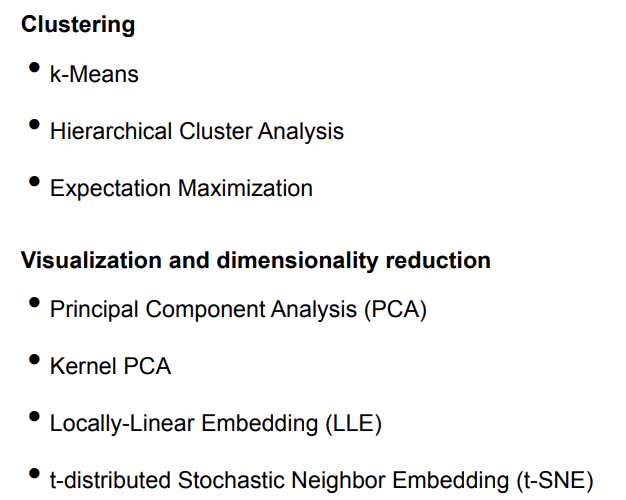 Clustering
• k-Means
• Hierarchical Cluster Analysis
• Expectation Maximization
Visualization and dimensionality reduction
• Principal Component Analysis (PCA)
• Kernel PCA
• Locally-Linear Embedding (LLE)
• t-distributed Stochastic Neighbor Embedding (t-SNE)